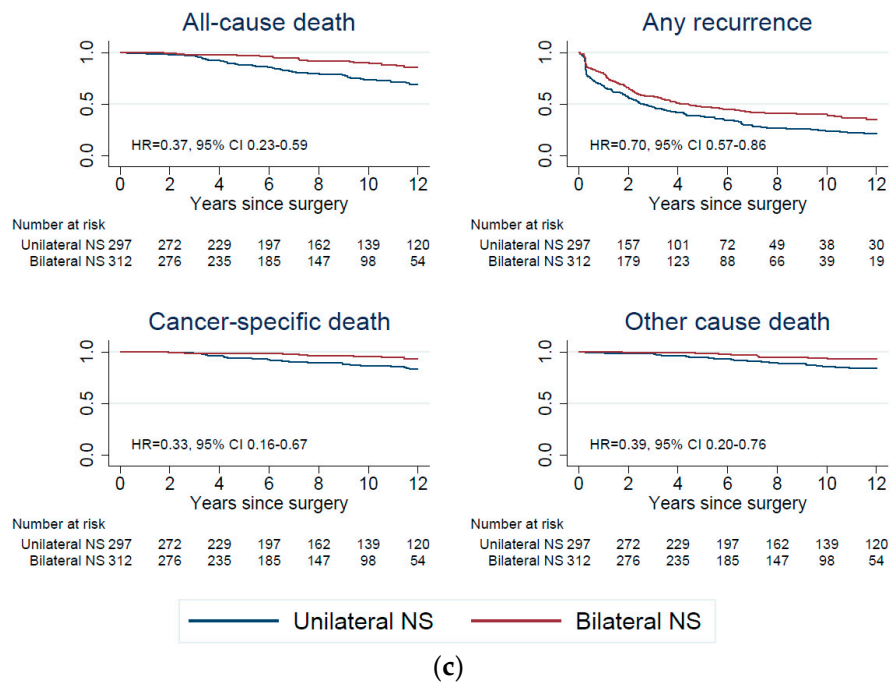 All-cause death
1.0
0.5
0.0
HR=0.37, 95% CI 0.23-0.59
0 2 4 6 8 10 12
Years since surgery
Number at risk
Unilateral NS 297 272 229 197 162 139 120
Bilateral NS 312 276 235 185 147 98 54
Any recurrence
1.0
0.5
0.0
HR=0.70, 95% CI 0.57-0.86
0 2 4 6 8 10 12
Years since surgery
Number at risk
Unilateral NS 297 157 101 72 49 38 30
Bilateral NS 312 179 123 88 66 39 19
Cancer-specific death
1.0
0.5
0.0
HR=0.33, 95% CI 0.16-0.67
0 2 4 6 8 10 12
Years since surgery
Number at risk
Unilateral NS 297 272 229 197 162 139 120
Bilateral NS 312 276 235 185 147 98 54
Other cause death
1.0
0.5
0.0
HR=0.39, 95% CI 0.20-0.76
0 2 4 6 8 10 12
Years since surgery
Number at risk
Unilateral NS 297 272 229 197 162 139 120
Bilateral NS 312 276 235 185 147 98 54
Unilateral NS Bilateral NS
(c)